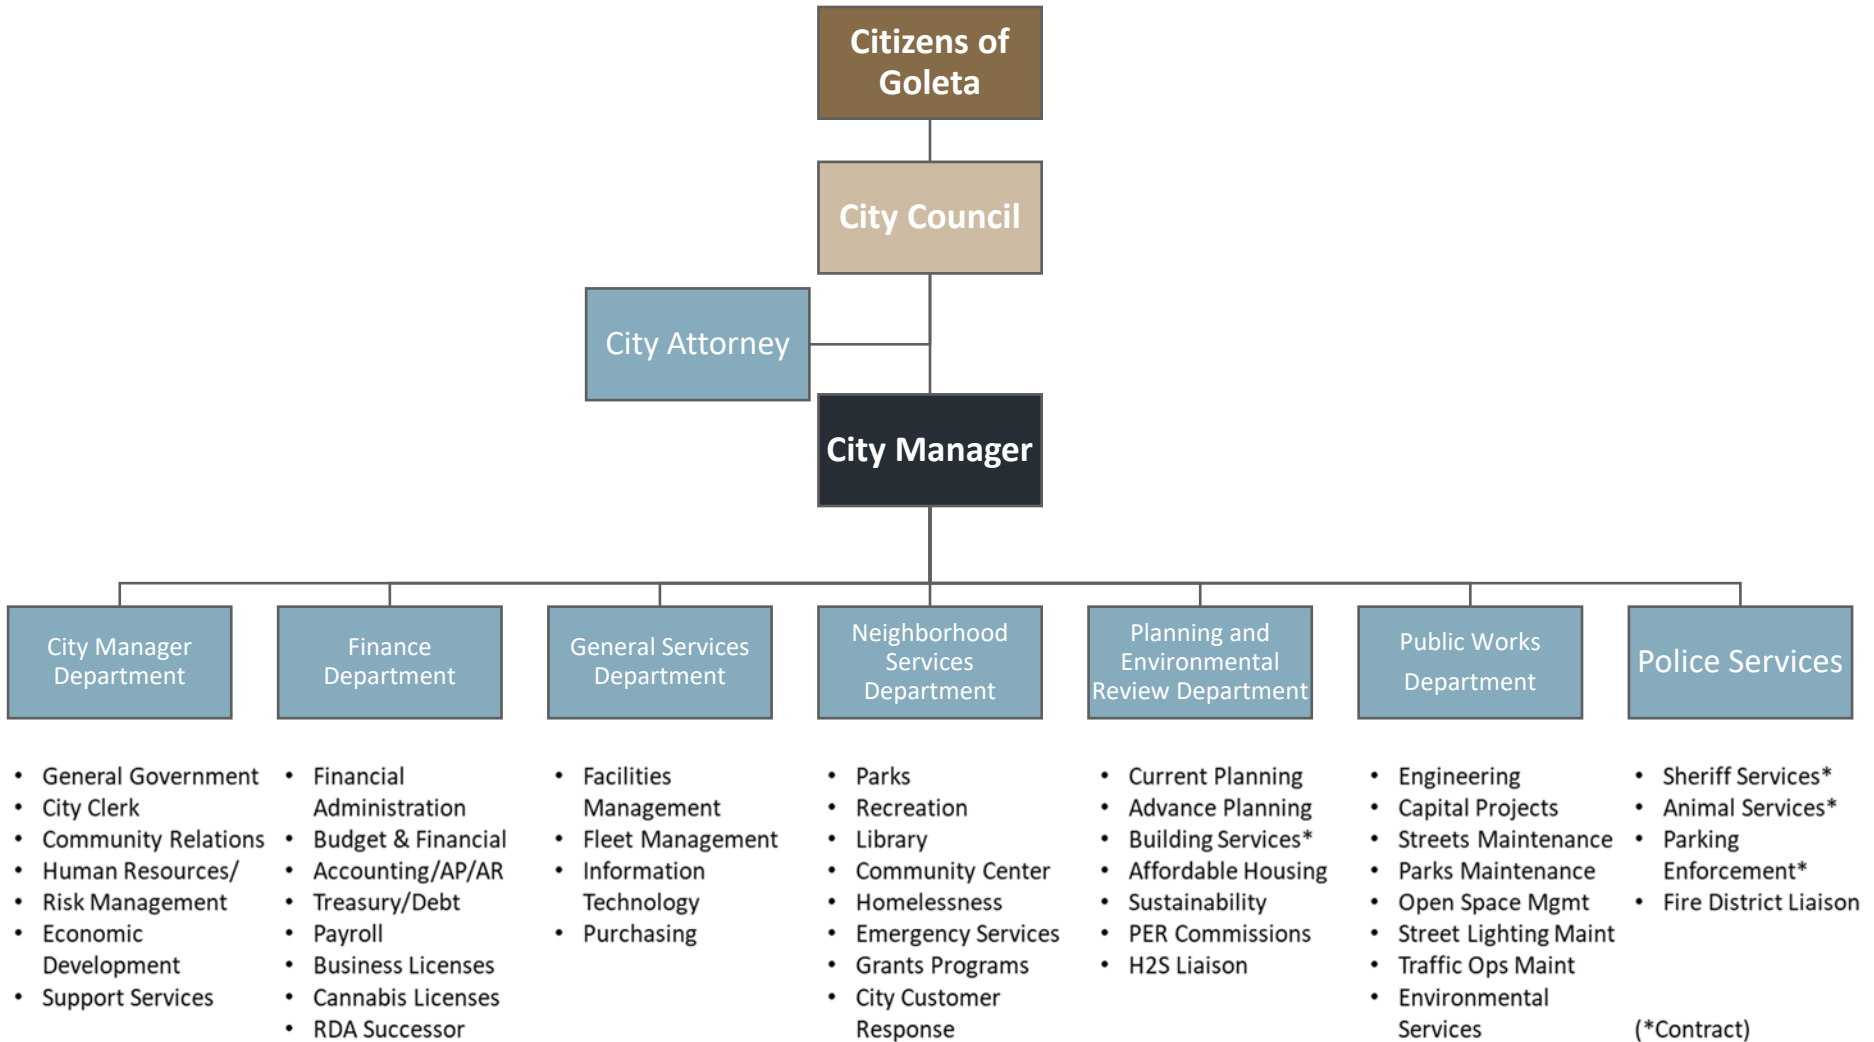 Citizens of
Goleta
City Council
City Attorney
City Manager
City Manager
Department
Finance
Department
General Services
Department
Neighborhood
Services
Department
Planning and
Environmental
Review Department
Public Works
Department
Police Services
• General Government
• City Clerk
• Community Relations
• Human Resources/
• Risk Management
• Economic
Development
• Support Services
• Financial
Administration
• Budget & Financial
• Accounting/AP/AR
• Treasury/Debt
• Payroll
• Business Licenses
• Cannabis Licenses
• RDA Successor
• Facilities
Management
• Fleet Management
• Information
Technology
• Purchasing
• Parks
• Recreation
• Library
• Community Center
• Homelessness
• Emergency Services
• Grants Programs
• City Customer
Response
• Current Planning
• Advance Planning
• Building Services*
• Affordable Housing
• Sustainability
• PER Commissions
• H2S Liaison
• Engineering
• Capital Projects
• Streets Maintenance
• Parks Maintenance
• Open Space Mgmt
• Street Lighting Maint
• Traffic Ops Maint
• Environmental
Services
• Sheriff Services*
• Animal Services*
• Parking
Enforcement*
• Fire District Liaison
(*Contract)